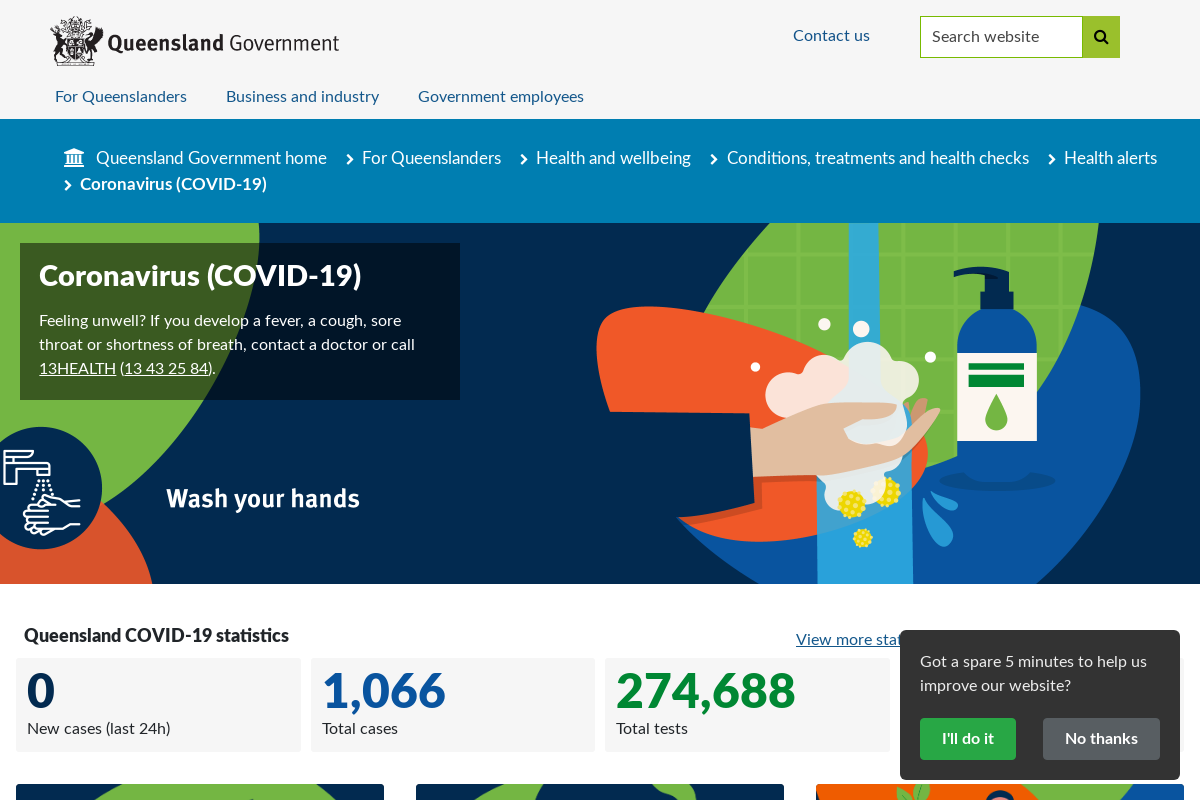 Queensland Government
Contact us
Search website
For Queenslanders
Business and industry
Government employees
Queensland Government home
For Queenslanders
Health and wellbeing
Conditions, treatments and health checks
Health alerts
Coronavirus (COVID-19)
Coronavirus (COVID-19)
Feeling unwell? If you develop a fever, a cough, sore
throat or shortness of breath, contact a doctor or call
13HEALTH (13 43 25 84).
Wash your hands
Queensland COVID-19 statistics
View more
0
New cases (last 24h)
1,066
Total cases
274,688
Total tests
Got a spare 5 minutes to help us
improve our website?
I'll do it
No thanks